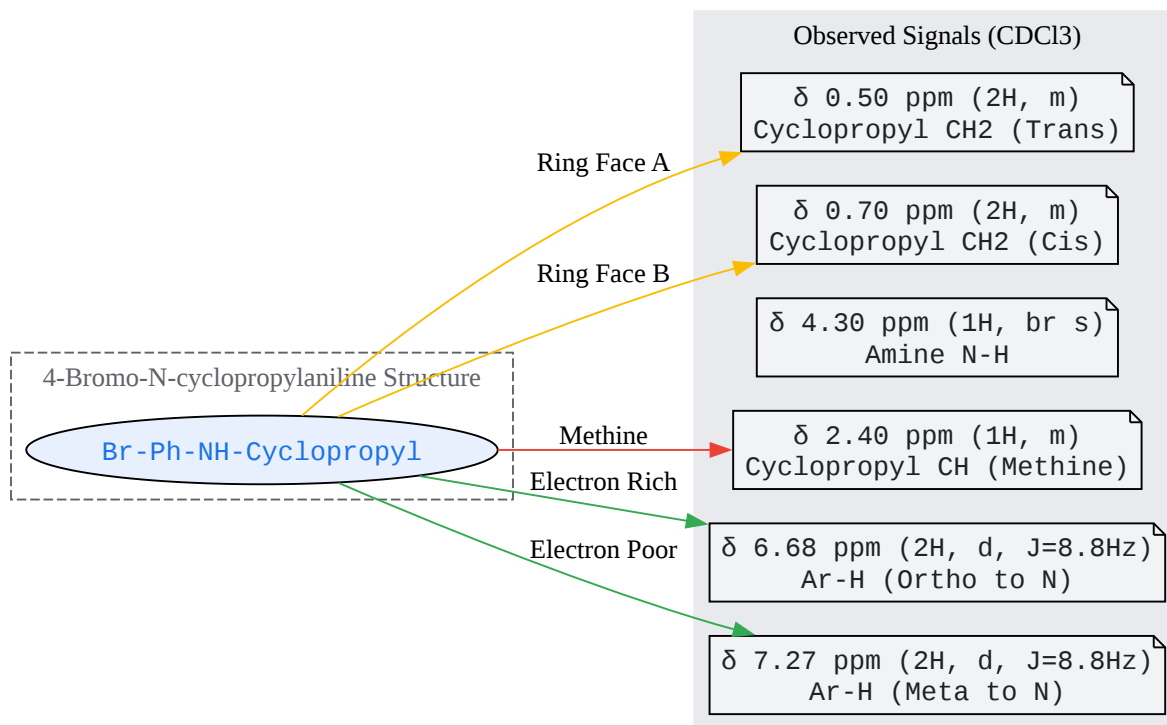 Observed Signals (CDCl3)
δ 0.50 ppm (2H, m)
Cyclopropyl CH2 (Trans)
Ring Face A
δ 0.70 ppm (2H, m)
Cyclopropyl CH2 (Cis)
Ring Face B
δ 4.30 ppm (1H, br s)
Amine N-H
4-Bromo-N-cyclopropylaniline Structure
Br-Ph-NH-Cyclopropyl
Methine
δ 2.40 ppm (1H, m)
Cyclopropyl CH (Methine)
Electron Rich
δ 6.68 ppm (2H, d, J=8.8Hz)
Ar-H (Ortho to N)
Electron Poor
δ 7.27 ppm (2H, d, J=8.8Hz)
Ar-H (Meta to N)